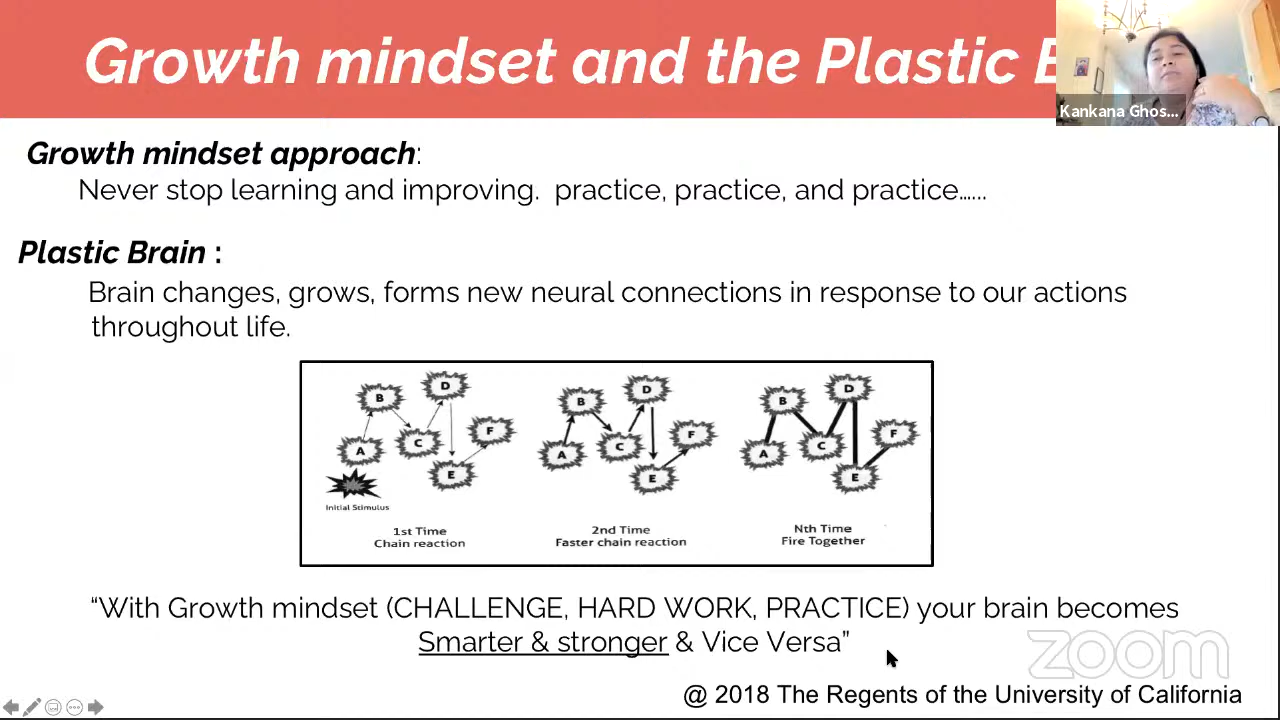 Growth mindset and the Plastic B
Kankana Ghos...
Growth mindset approach:
Never stop learning and improving. practice, practice, and practice…...
Plastic Brain :
Brain changes, grows, forms new neural connections in response to our actions
throughout life.
B D
A C F
E
Initial Stimulus
1st Time
Chain reaction
B D
A C F
E
2nd Time
Faster chain reaction
B D
A C F
E
Nth Time
Fire Together
“With Growth mindset (CHALLENGE, HARD WORK, PRACTICE) your brain becomes
Smarter & stronger & Vice Versa”
zoom
@ 2018 The Regents of the University of California